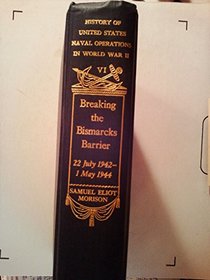 HISTORY OF
UNITED STATES
NAVAL OPERATIONS
IN WORLD WAR II
VI
Breaking
the
Bismarcks
Barrier
22 July 1942–
1 May 1944
SAMUEL ELIOT
MORISON